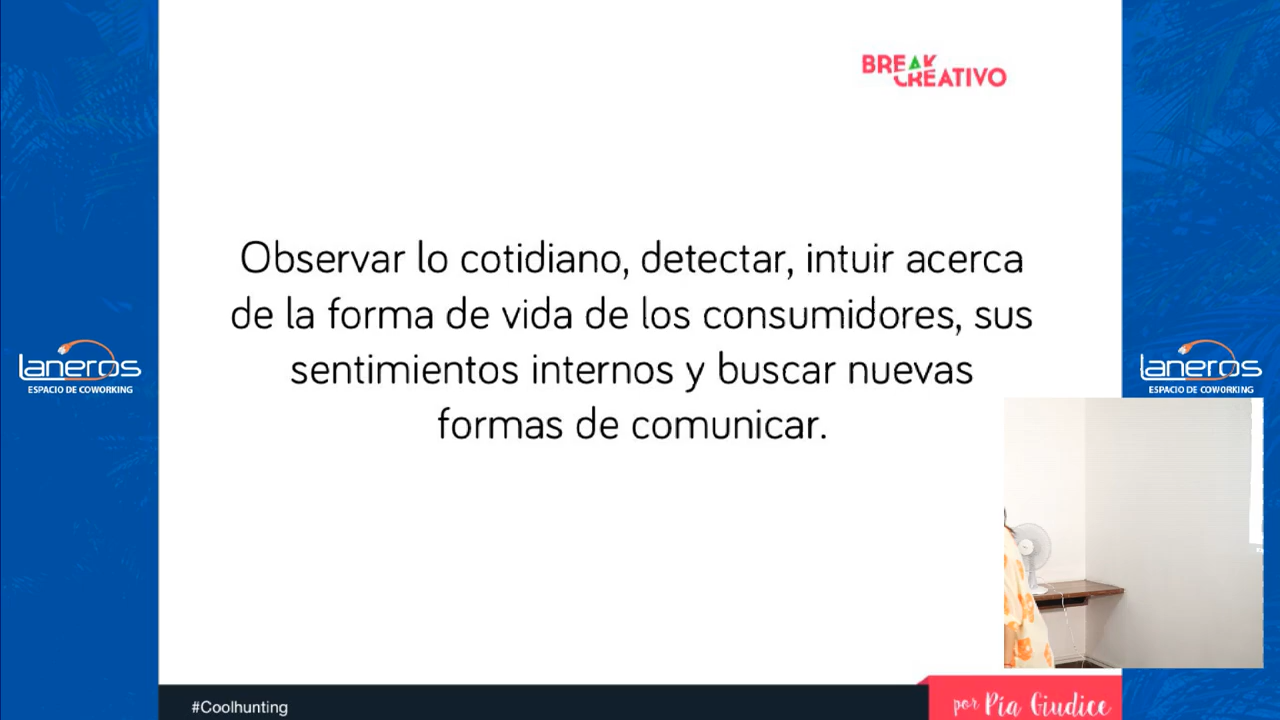 BREAK
CREATIVO
Observar lo cotidiano, detectar, intuir acerca
de la forma de vida de los consumidores, sus
sentimientos internos y buscar nuevas
formas de comunicar.
Laneros
ESPACIO DE COWORKING
Laneros
ESPACIO DE COWORKING
#Coolhunting
por Pía Giudice